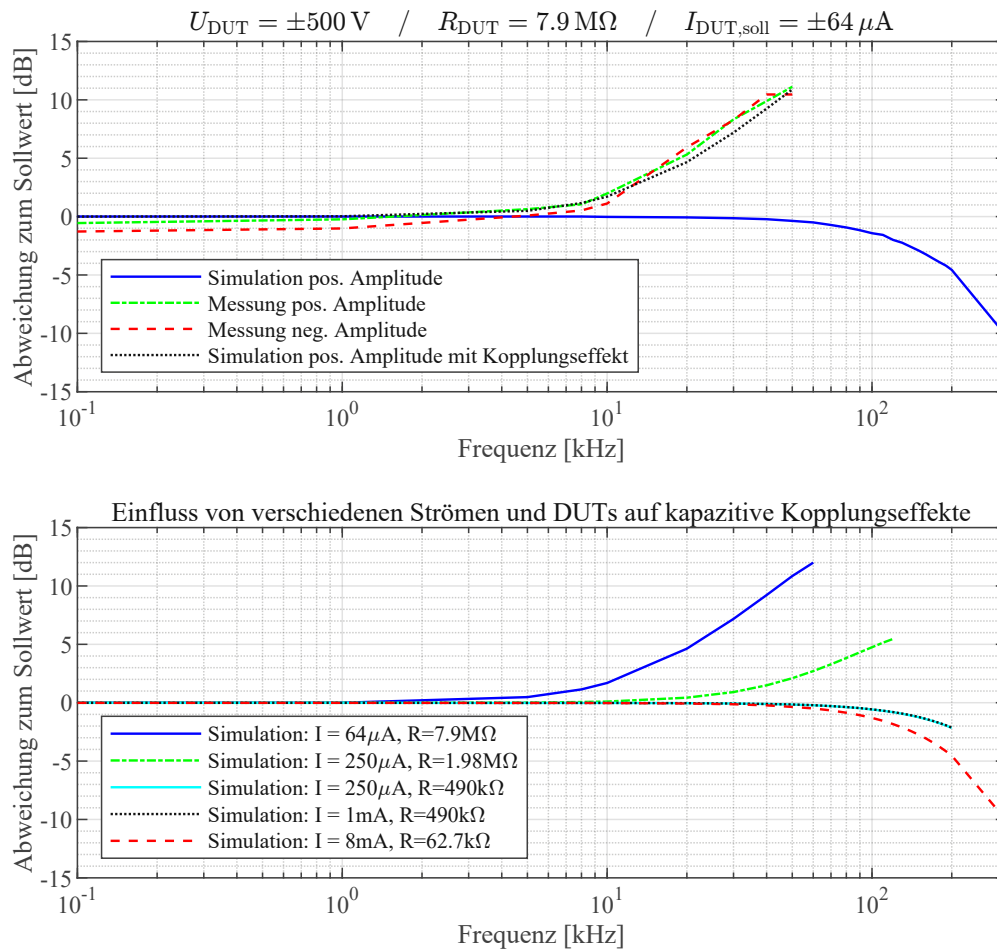 U_DUT = ±500 V / R_DUT = 7.9 MΩ / I_DUT,soll = ±64 μA
Abweichung zum Sollwert [dB]
15
10
5
0
-5
-10
-15
Simulation pos. Amplitude
Messung pos. Amplitude
Messung neg. Amplitude
Simulation pos. Amplitude mit Kopplungseffekt
10^-1 10^0 10^1 10^2
Frequenz [kHz]
Einfluss von verschiedenen Strömen und DUTs auf kapazitive Kopplungseffekte
Abweichung zum Sollwert [dB]
15
10
5
0
-5
-10
-15
Simulation: I = 64μA, R=7.9MΩ
Simulation: I = 250μA, R=1.98MΩ
Simulation: I = 250μA, R=490kΩ
Simulation: I = 1mA, R=490kΩ
Simulation: I = 8mA, R=62.7kΩ
10^-1 10^0 10^1 10^2
Frequenz [kHz]